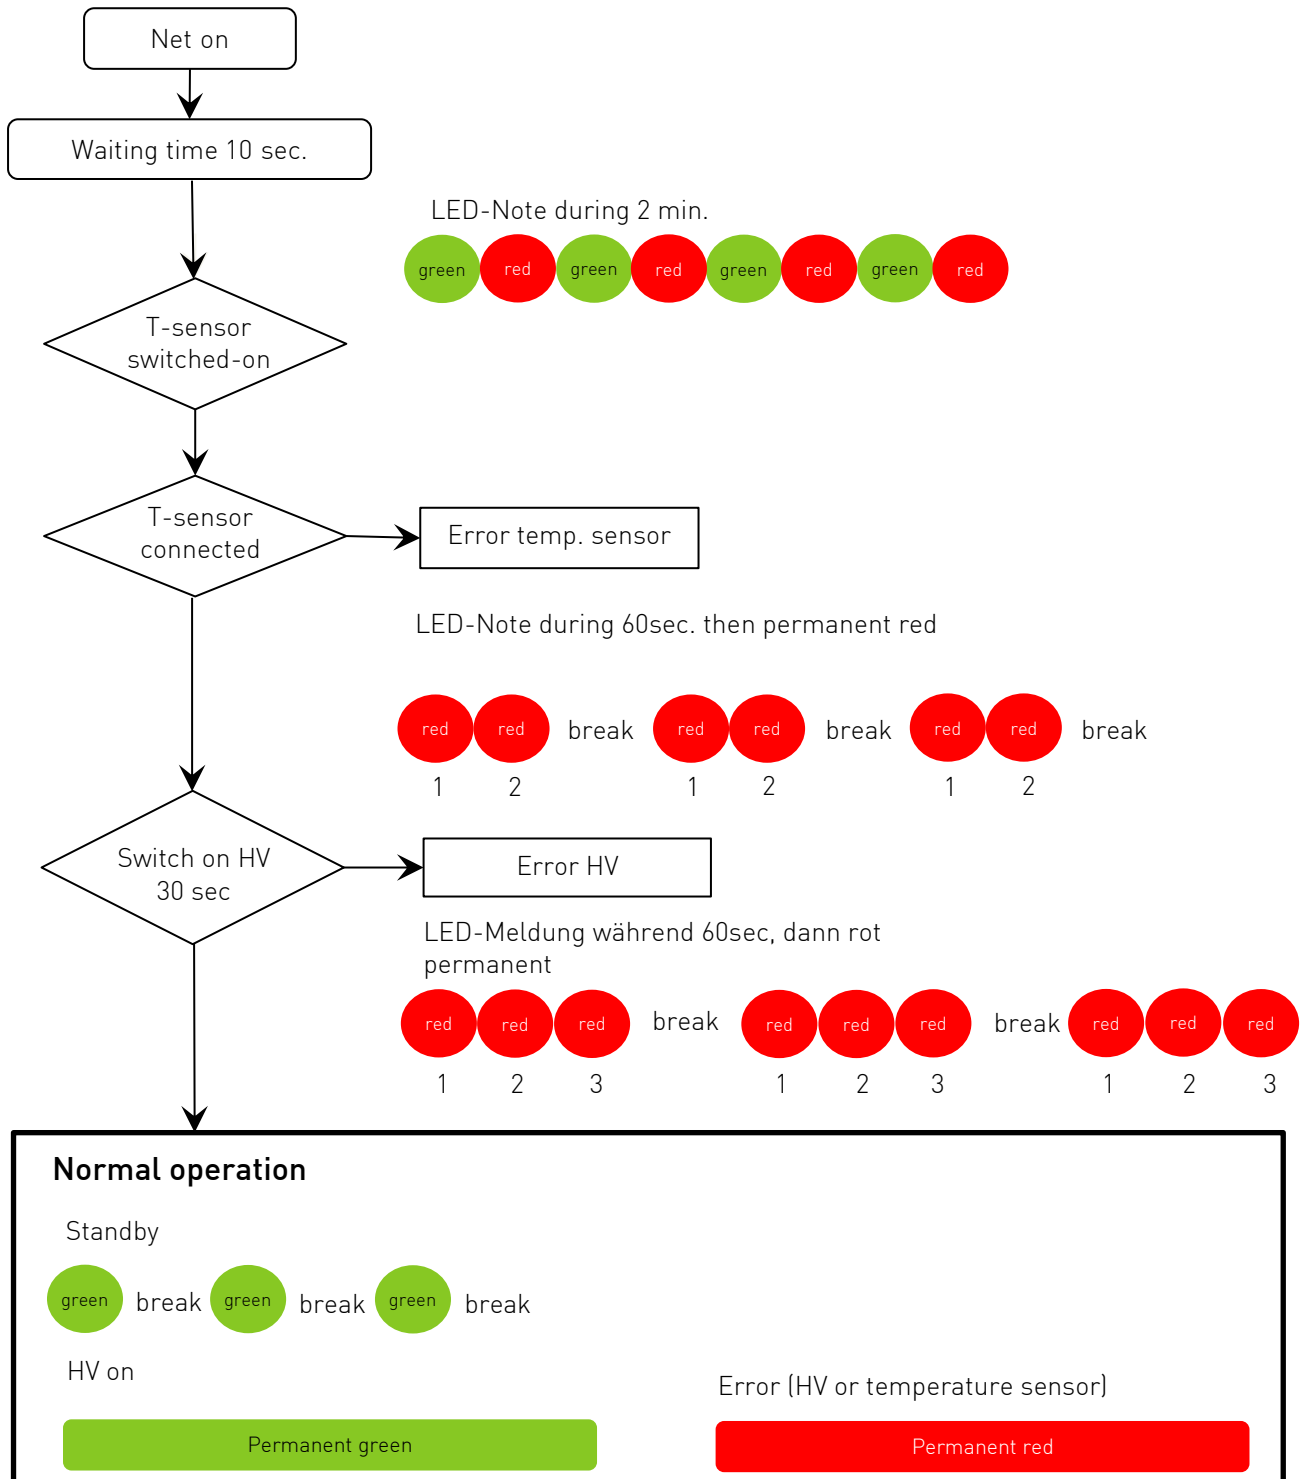 Net on
Waiting time 10 sec.
LED-Note during 2 min.
green red green red green red green red
T-sensor
switched-on
T-sensor
connected
Error temp. sensor
LED-Note during 60sec. then permanent red
red red break red red break red red break
1 2 1 2 1 2
Switch on HV
30 sec
Error HV
LED-Meldung während 60sec, dann rot
permanent
red red red break red red red break red red red
1 2 3 1 2 3 1 2 3
Normal operation
Standby
green break green break green break
HV on
Error (HV or temperature sensor)
Permanent green
Permanent red